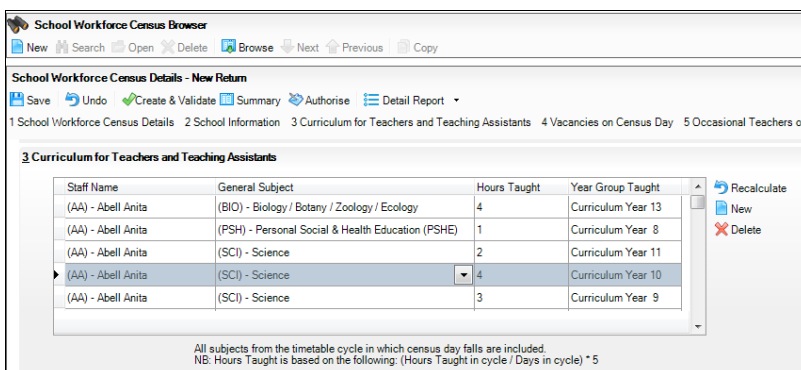 School Workforce Census Browser
New Search Open Delete Browse Next Previous Copy
School Workforce Census Details - New Return
Save Undo Create & Validate Summary Authorise Detail Report
1 School Workforce Census Details 2 School Information 3 Curriculum for Teachers and Teaching Assistants 4 Vacancies on Census Day 5 Occasional Teachers o
3 Curriculum for Teachers and Teaching Assistants
Staff Name General Subject Hours Taught Year Group Taught Recalculate
(AA) - Abell Anita (BIO) - Biology / Botany / Zoology / Ecology 4 Curriculum Year 13 New
(AA) - Abell Anita (PSH) - Personal Social & Health Education (PSHE) 1 Curriculum Year 8 Delete
(AA) - Abell Anita (SCI) - Science 2 Curriculum Year 11
(AA) - Abell Anita (SCI) - Science 4 Curriculum Year 10
(AA) - Abell Anita (SCI) - Science 3 Curriculum Year 9
All subjects from the timetable cycle in which census day falls are included.
NB: Hours Taught is based on the following: (Hours Taught in cycle / Days in cycle) * 5